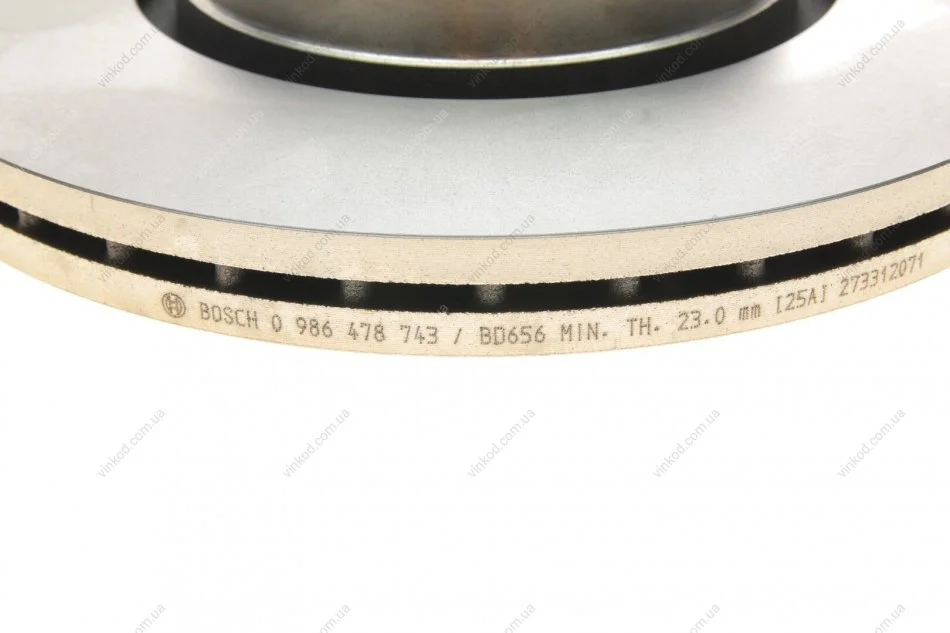 BOSCH 0 986 478 743 / BD656 MIN. TH. 23.0 mm [25A] 273312071
vinkod.com.ua